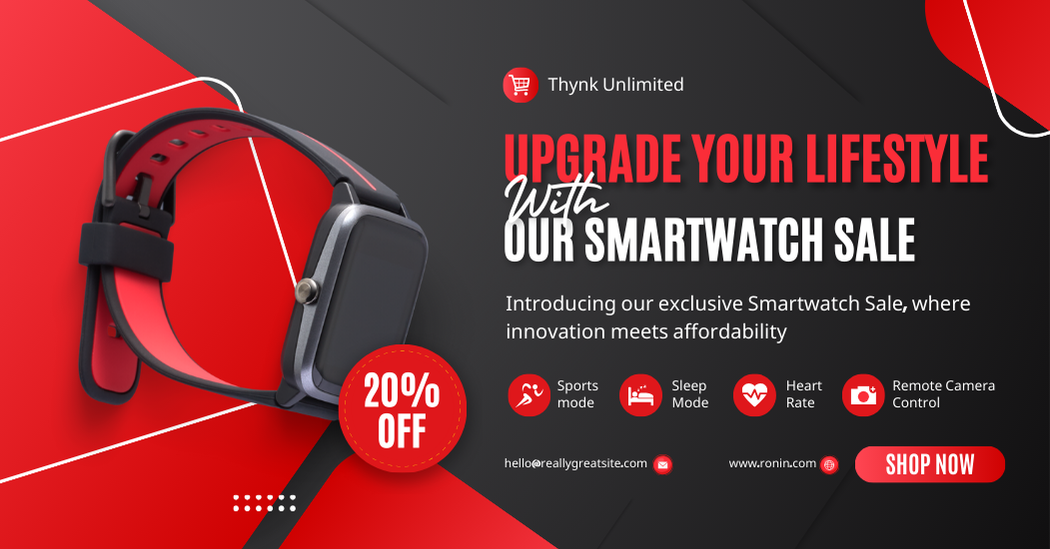 Thynk Unlimited
UPGRADE YOUR LIFESTYLE
With
OUR SMARTWATCH SALE
Introducing our exclusive Smartwatch Sale, where
innovation meets affordability
20%
OFF
Sports
mode
Sleep
Mode
Heart
Rate
Remote Camera
Control
hello@reallygreatsite.com
www.ronin.com
SHOP NOW